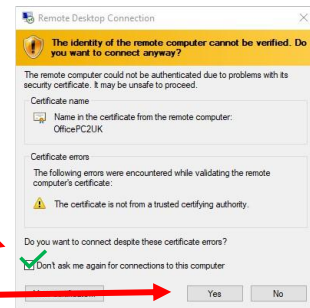 Remote Desktop Connection
The identity of the remote computer cannot be verified. Do
you want to connect anyway?
The remote computer could not be authenticated due to problems with its
security certificate. It may be unsafe to proceed.
Certificate name
Name in the certificate from the remote computer:
OfficePC2UK
Certificate errors
The following errors were encountered while validating the remote
computer's certificate:
The certificate is not from a trusted certifying authority.
Do you want to connect despite these certificate errors?
Don't ask me again for connections to this computer
Yes
No